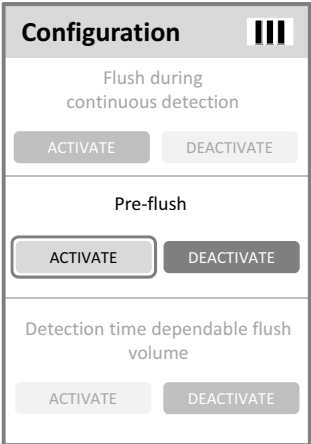 Configuration
Flush during
continuous detection
ACTIVATE DEACTIVATE
Pre-flush
ACTIVATE DEACTIVATE
Detection time dependable flush
volume
ACTIVATE DEACTIVATE